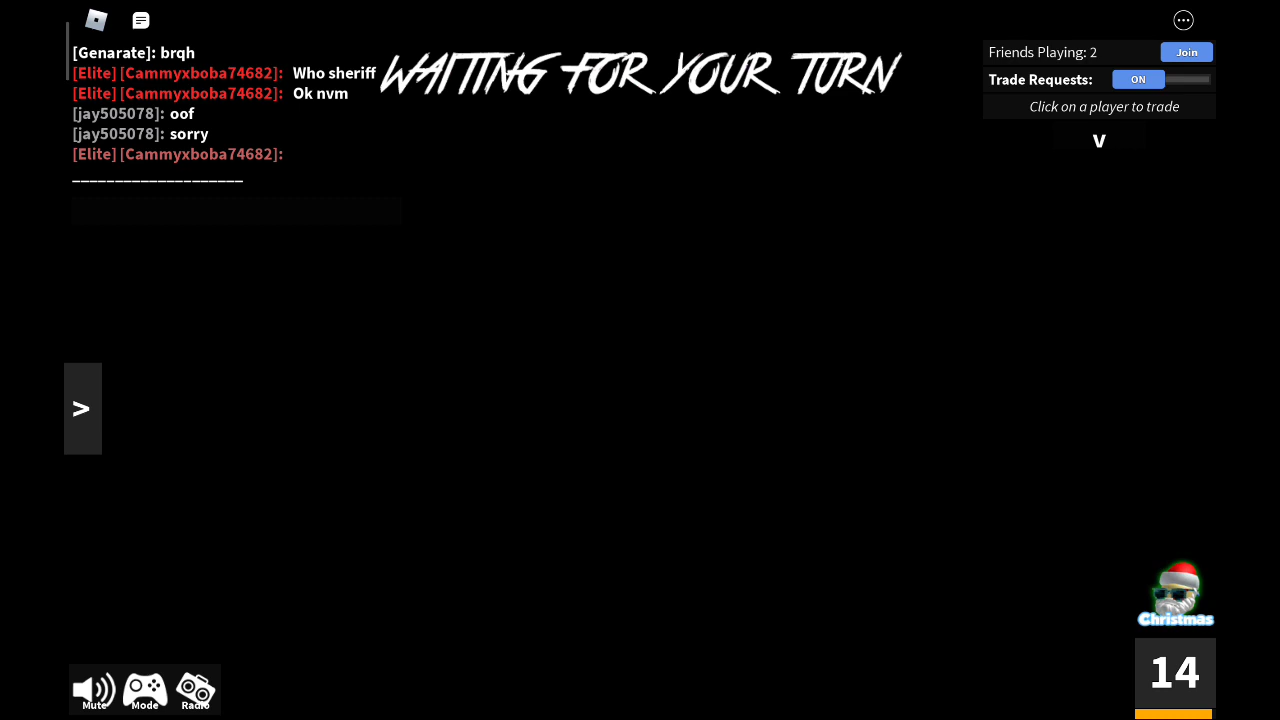 [Genarate]: brqh
[Elite] [Cammyxboba74682]: Who sheriff
[Elite] [Cammyxboba74682]: Ok nvm
[jay505078]: oof
[jay505078]: sorry
[Elite] [Cammyxboba74682]:
____________________
WAITING FOR YOUR TURN
Friends Playing: 2
Join
Trade Requests:
ON
Click on a player to trade
v
>
Christmas
14
Mute
Mode
Radio